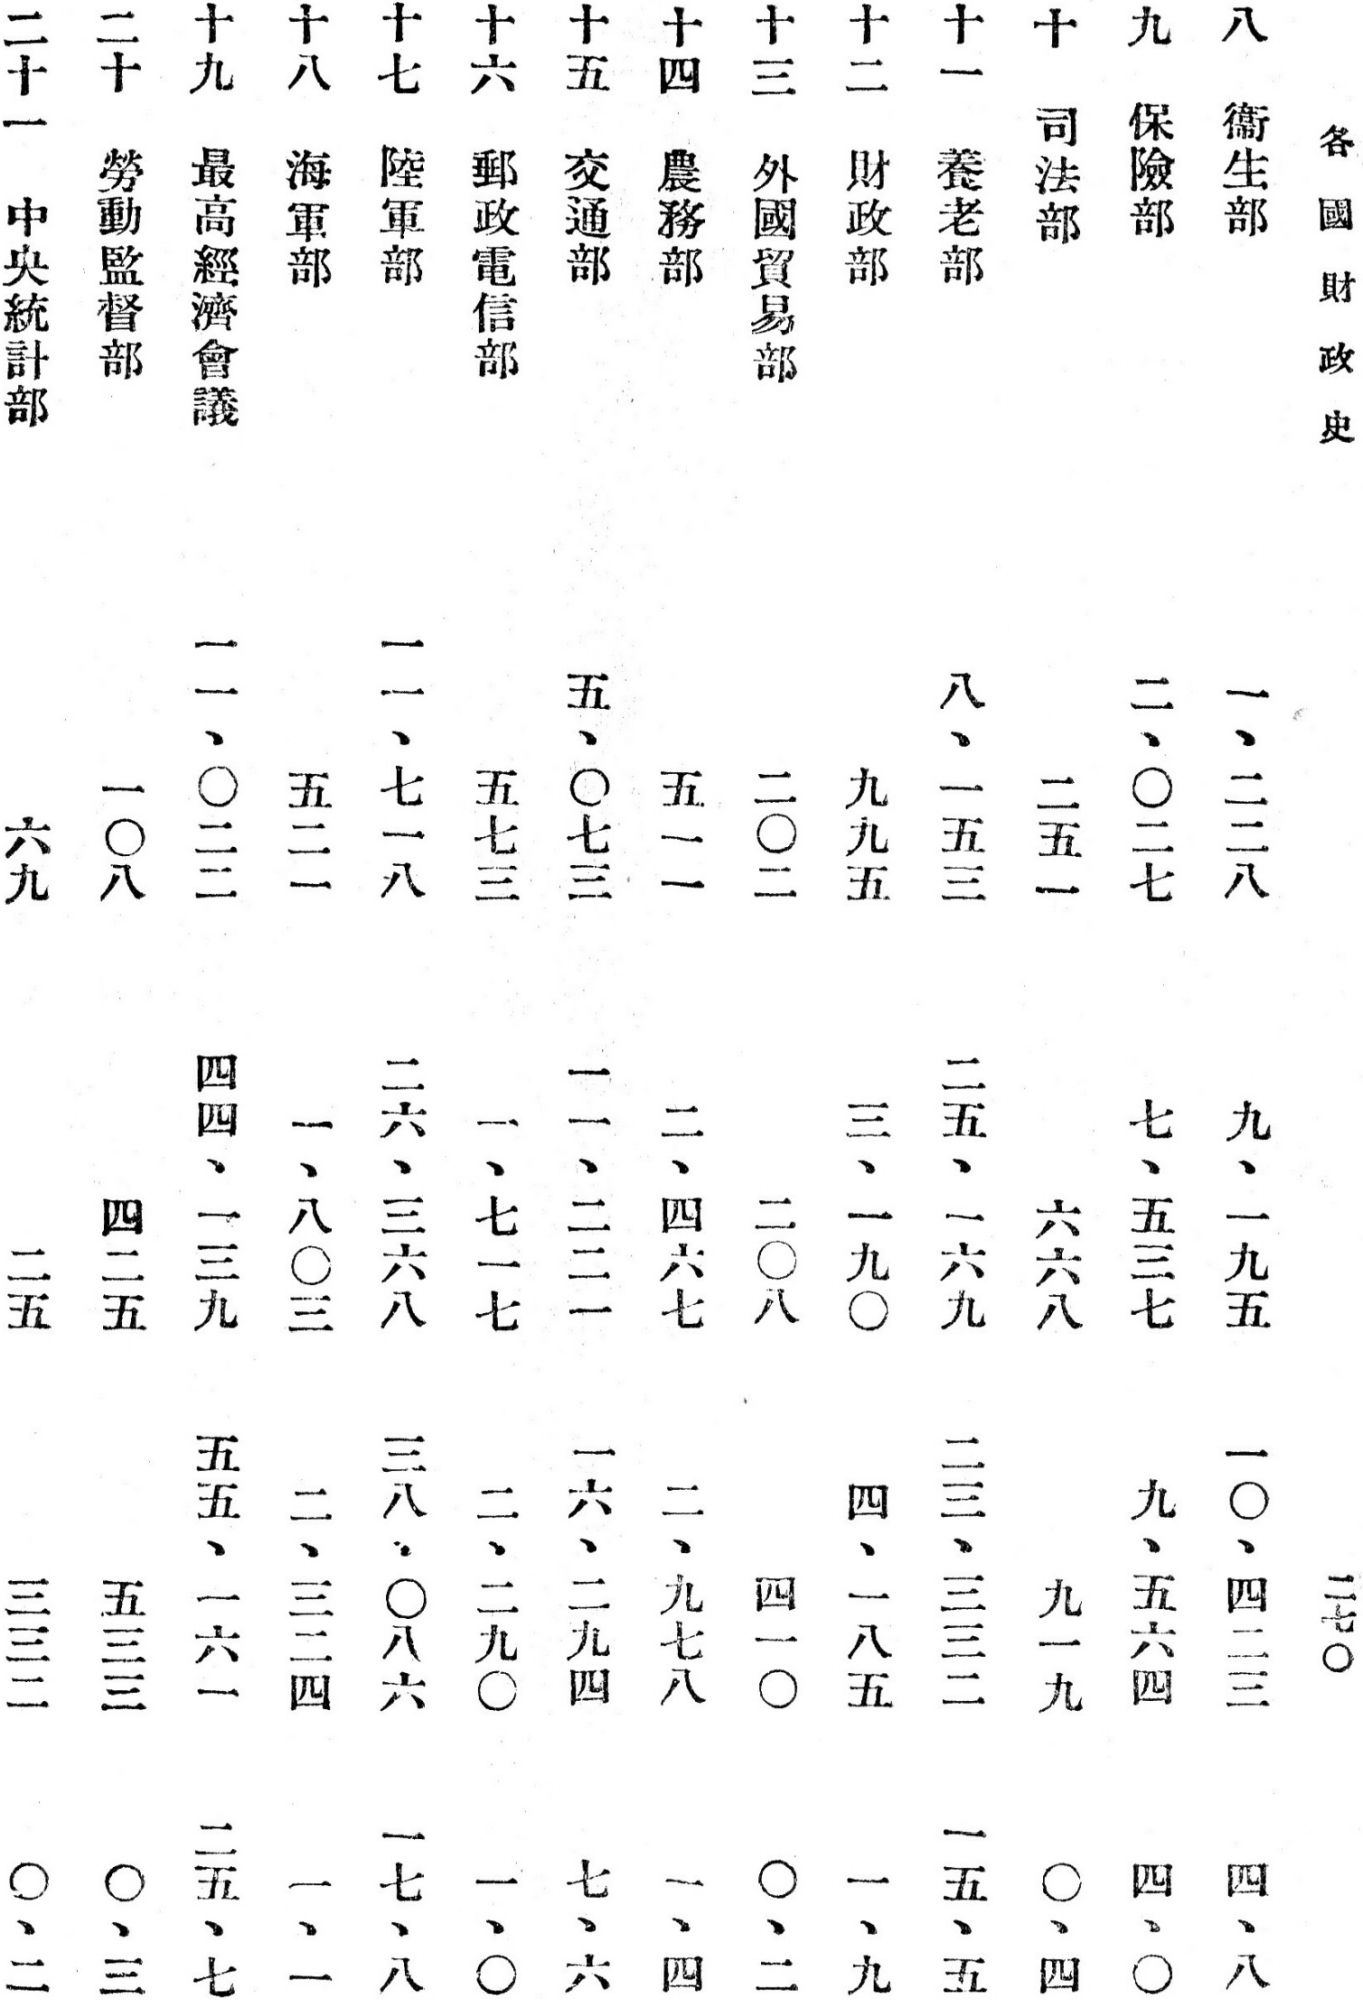 各國財政史　二七〇
八　衞生部　一、二二八　九、一九五　一〇、四二三　四、八
九　保險部　二、〇二七　七、五三七　九、五六四　四、〇
十　司法部　二五一　六六八　九一九　〇、四
十一　養老部　八、一五三　二五、一六九　二三、三三二　一五、五
十二　財政部　九九五　三、一九〇　四、一八五　一、九
十三　外國貿易部　二〇二　二〇八　四一〇　〇、二
十四　農務部　五一一　二、四六七　二、九七八　一、四
十五　交通部　五、〇七三　一一、二二一　一六、二九四　七、六
十六　郵政電信部　五七三　一、七一七　二、二九〇　一、〇
十七　陸軍部　一一、七一八　二六、三六八　三八、〇八六　一七、八
十八　海軍部　五二一　一、八〇三　二、三二四　一、一
十九　最高經濟會議　一一、〇二二　四四、一三九　五五、一六一　二五、七
二十　勞動監督部　一〇八　四二五　五三三　〇、三
二十一　中央統計部　六九　二五　三三二　〇、二